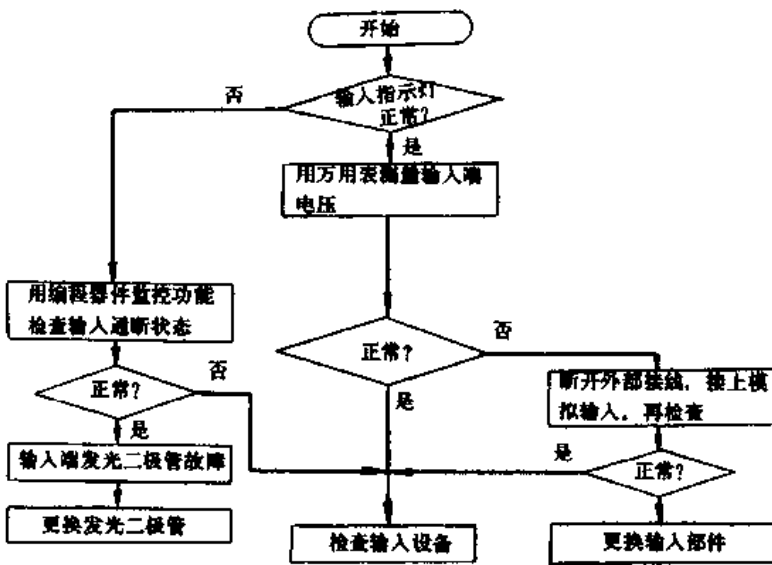 开始
输入指示灯
正常?
否
是
用万用表测量输入端
电压
用编程器件监控功能
检查输入通断状态
正常?
否
是
输入端发光二极管故障
更换发光二极管
正常?
否
是
断开外部接线,接上模
拟输入,再检查
是
正常?
检查输入设备
更换输入部件